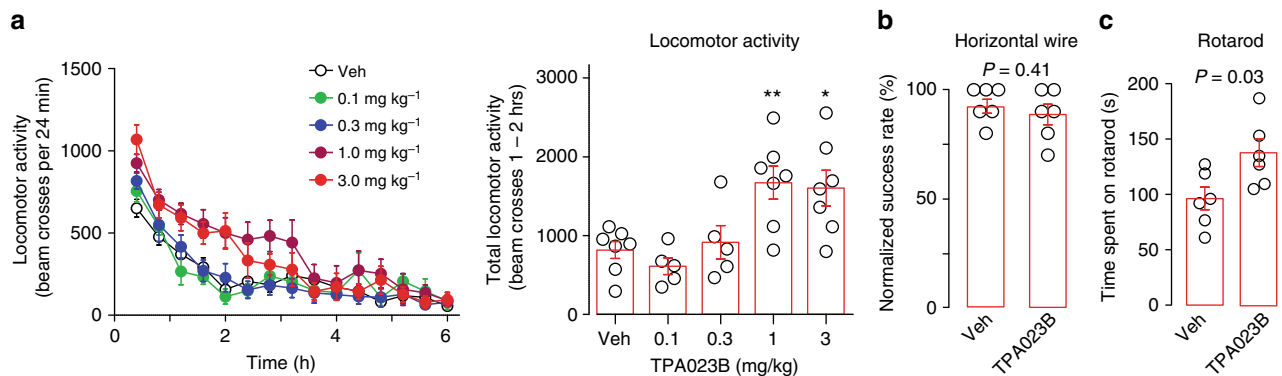 a
Locomotor activity
(beam crosses per 24 min)
1500
1000
500
0
0
2
4
6
Time (h)
Veh
0.1 mg kg⁻¹
0.3 mg kg⁻¹
1.0 mg kg⁻¹
3.0 mg kg⁻¹
Locomotor activity
Total locomotor activity
(beam crosses 1 – 2 hrs)
3000
2000
1000
0
**
*
Veh
0.1
0.3
1
3
TPA023B (mg/kg)
b
Horizontal wire
P = 0.41
Normalized success rate (%)
100
50
0
Veh
TPA023B
c
Rotarod
P = 0.03
Time spent on rotarod (s)
200
150
100
50
0
Veh
TPA023B